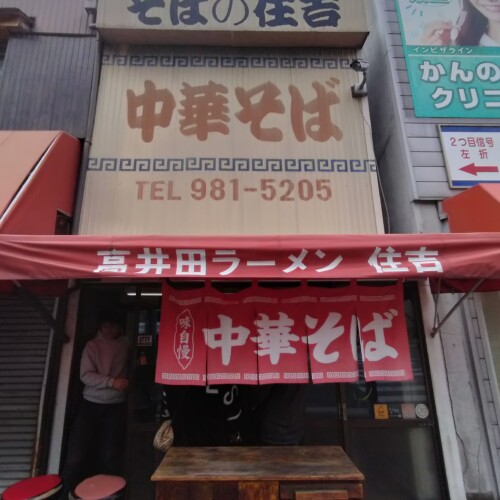 そばの住吉
中華そば
TEL 981-5205
高井田ラーメン 住吉
味自慢
中華そば
インビザライン
かんの
クリニ
2つ目信号
左折